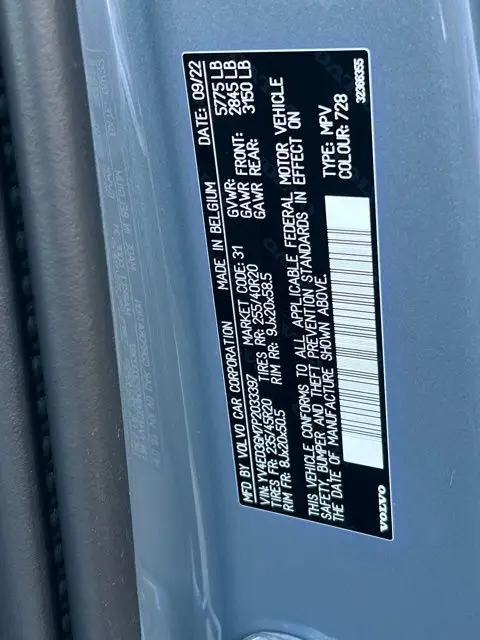 MFD BY VOLVO CAR CORPORATION MADE IN BELGIUM DATE: 09/22
VIN: YV4ED3GM7P2033397 MARKET CODE: 31 GVWR: 5775 LB
TIRES FR: 235/45R20 TIRES RR: 255/40R20 GAWR FRONT: 2845 LB
RIM FR: 8Jx20x50.5 RIM RR: 9Jx20x58.5 GAWR REAR: 3150 LB
THIS VEHICLE CONFORMS TO ALL APPLICABLE FEDERAL MOTOR VEHICLE
SAFETY, BUMPER AND THEFT PREVENTION STANDARDS IN EFFECT ON
THE DATE OF MANUFACTURE SHOWN ABOVE.
TYPE: MPV
COLOUR: 728
VOLVO 32366355